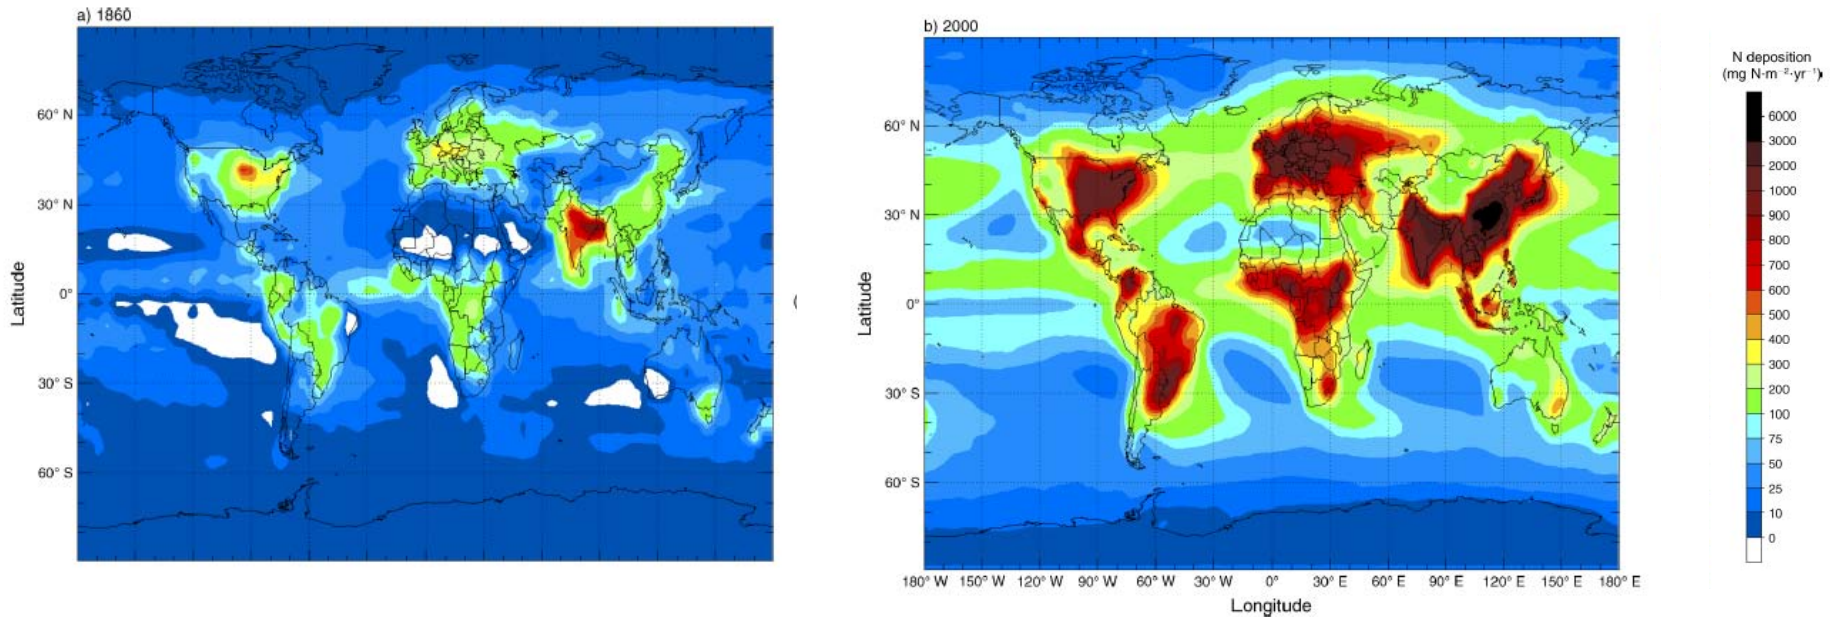 a) 1860
Latitude
60° N
30° N
0°
30° S
60° S
(
b) 2000
Latitude
60° N
30° N
0°
30° S
60° S
180° W 150° W 120° W 90° W 60° W 30° W 0° 30° E 60° E 90° E 120° E 150° E 180° E
Longitude
N deposition
(mg N·m⁻²·yr⁻¹)
6000
3000
2000
1000
900
800
700
600
500
400
300
200
100
75
50
25
10
0